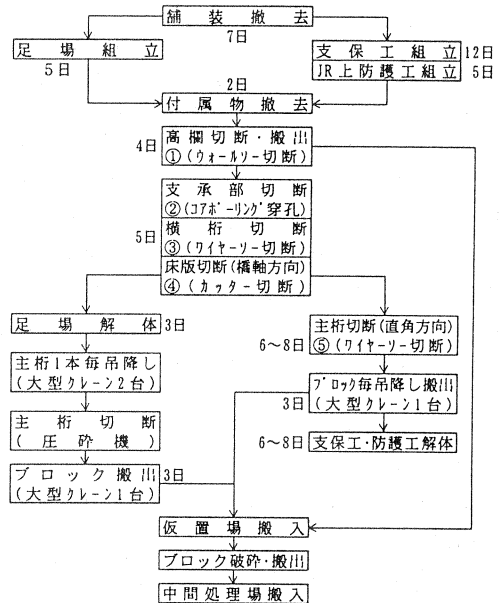 舗装撤去
7日
足場組立
5日
支保工組立
12日
JR上防護工組立
5日
2日
付属物撤去
4日
高欄切断・搬出
①(ウォールソー切断)
5日
支承部切断
②(コアボーリング穿孔)
横桁切断
③(ワイヤーソー切断)
床版切断(橋軸方向)
④(カッター切断)
足場解体
3日
主桁1本毎吊降し
(大型クレーン2台)
主桁切断
(圧砕機)
ブロック搬出
(大型クレーン1台)
3日
6～8日
主桁切断(直角方向)
⑤(ワイヤーソー切断)
3日
ブロック毎吊降し搬出
(大型クレーン1台)
6～8日
支保工・防護工解体
仮置場搬入
ブロック破砕・搬出
中間処理場搬入